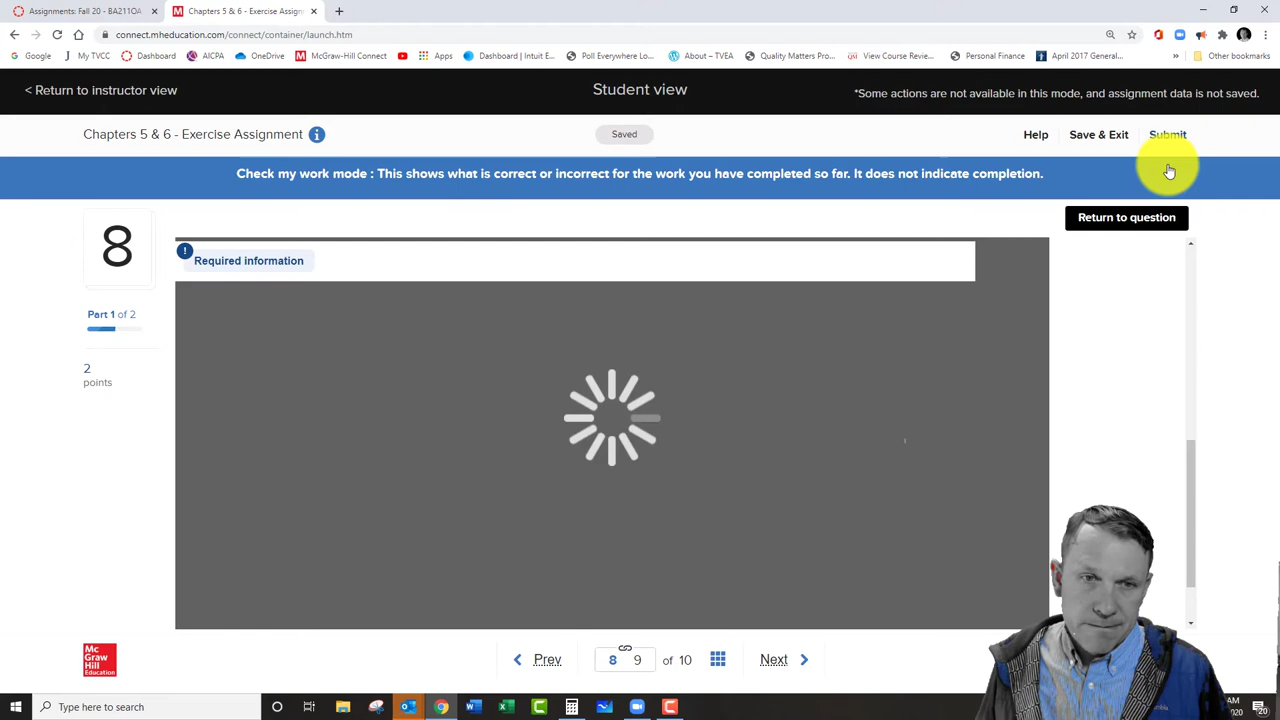 Assignments: Fall 20 - BA211OA
Chapters 5 & 6 - Exercise Assignm
connect.mheducation.com/connect/container/launch.htm
Google
My TVCC
Dashboard
AICPA
OneDrive
McGraw-Hill Connect
Apps
Dashboard | Intuit E...
Poll Everywhere Lo...
About – TVEA
Quality Matters Pro...
View Course Revie...
Personal Finance
April 2017 General...
»
Other bookmarks
< Return to instructor view
Student view
*Some actions are not available in this mode, and assignment data is not saved.
Chapters 5 & 6 - Exercise Assignment
Saved
Help
Save & Exit
Submit
Check my work mode : This shows what is correct or incorrect for the work you have completed so far. It does not indicate completion.
Return to question
8
Required information
Part 1 of 2
2
points
Mc
Graw
Hill
Education
Prev
8 9 of 10
Next
Type here to search
AM
2020
20